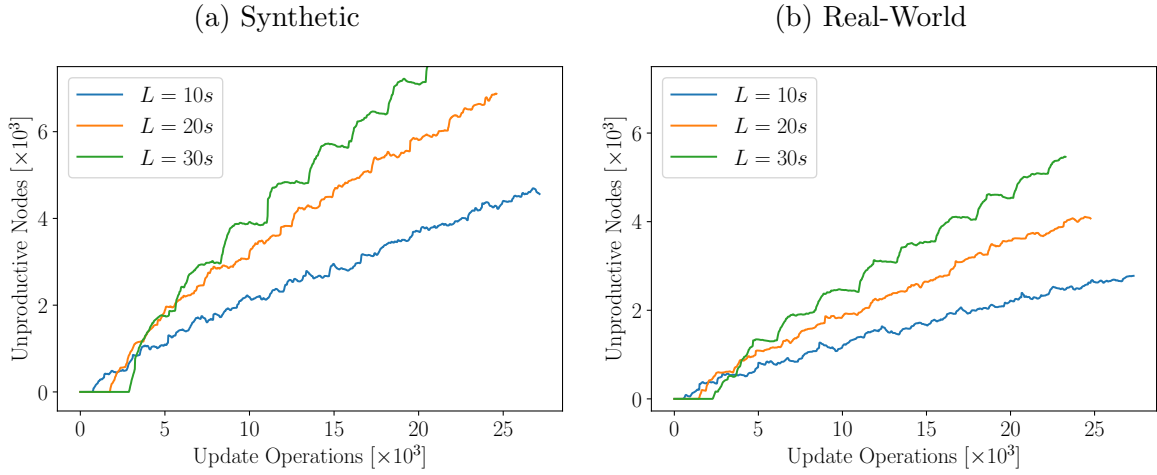 (a) Synthetic
Unproductive Nodes [×10³]
6
4
2
0
L = 10s
L = 20s
L = 30s
0 5 10 15 20 25
Update Operations [×10³]
(b) Real-World
Unproductive Nodes [×10³]
6
4
2
0
L = 10s
L = 20s
L = 30s
0 5 10 15 20 25
Update Operations [×10³]